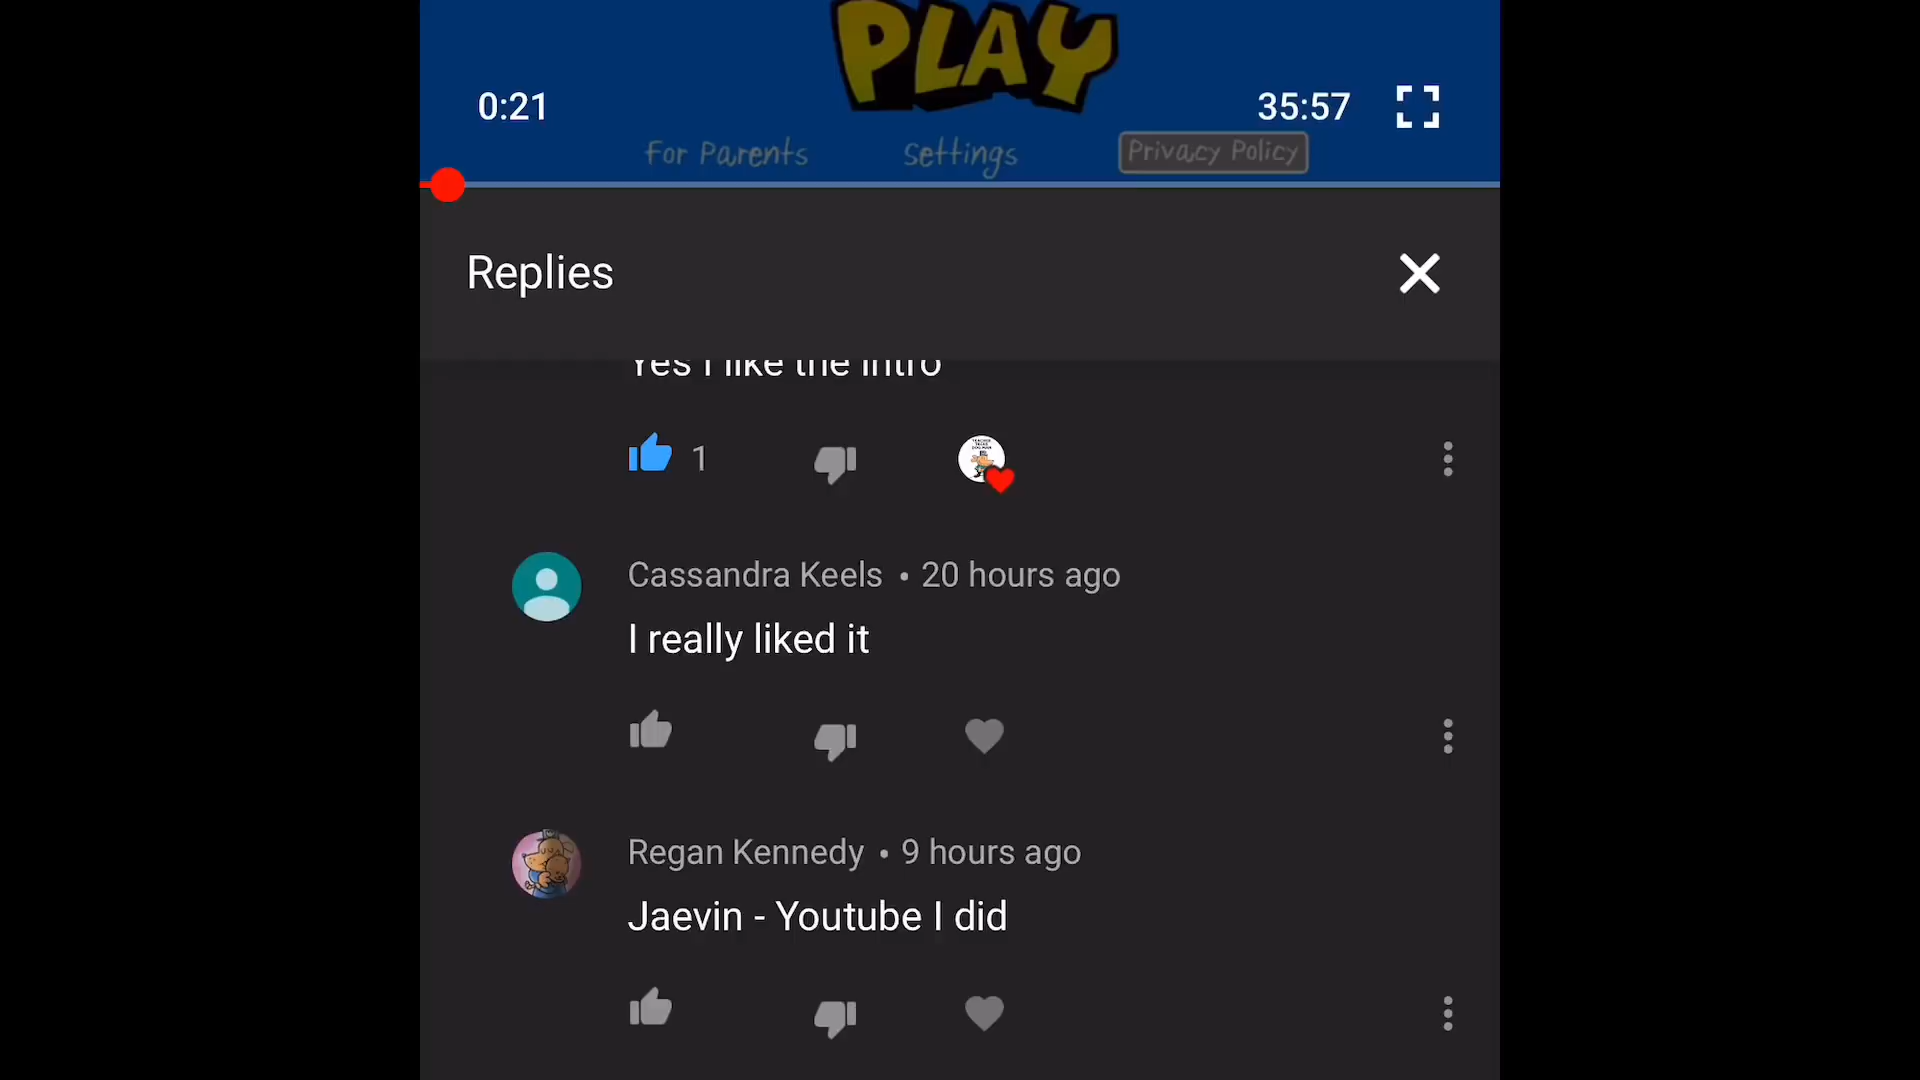 PLAY
0:21 35:57
For Parents Settings Privacy Policy
Replies
Yes I like the intro
1
Cassandra Keels • 20 hours ago
I really liked it
Regan Kennedy • 9 hours ago
Jaevin - Youtube I did